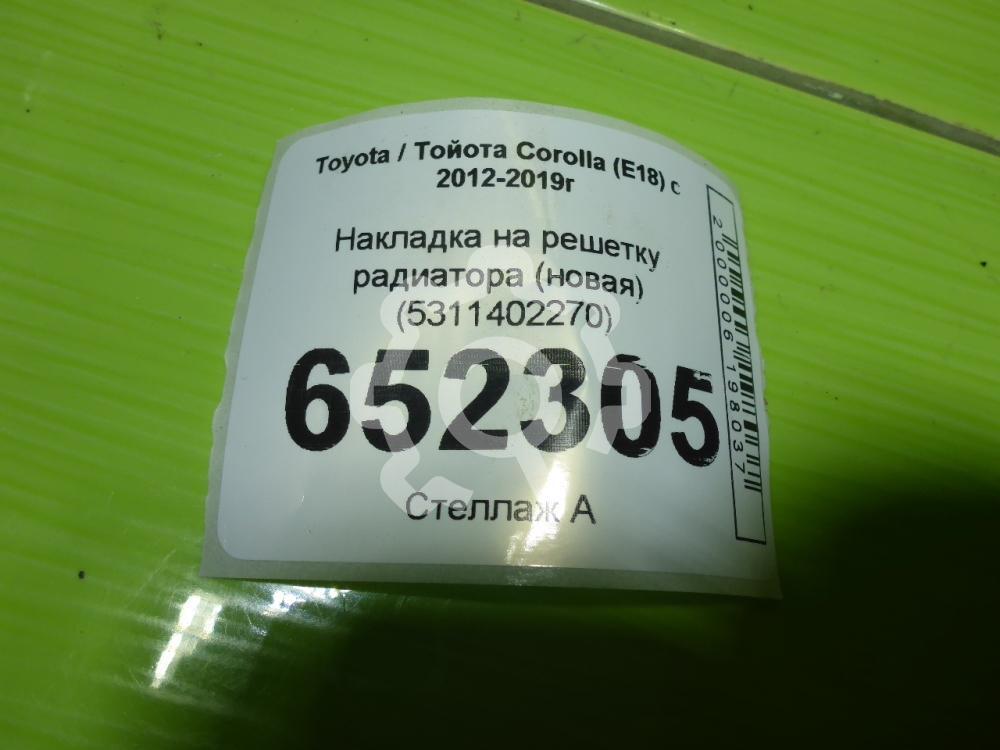 Toyota / Тойота Corolla (E18) с
2012-2019г
Накладка на решетку
радиатора (новая)
(5311402270)
652305
Стеллаж А
2000006198037